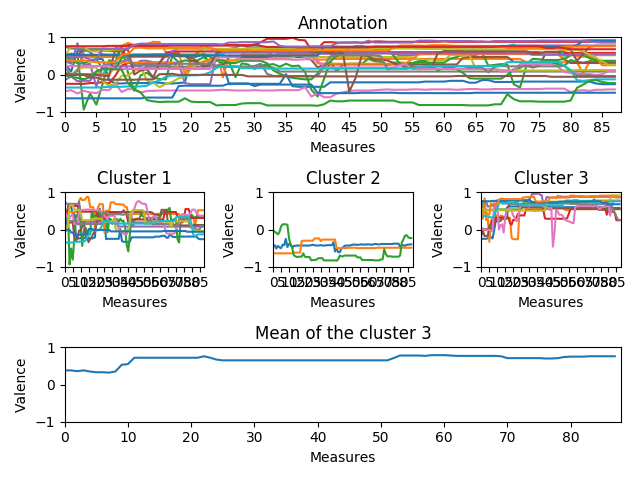 Annotation
Valence
1
0
−1
0 5 10 15 20 25 30 35 40 45 50 55 60 65 70 75 80 85
Measures
Cluster 1 Cluster 2 Cluster 3
Valence Valence Valence
1 1 1
0 0 0
−1 −1 −1
Measures Measures Measures
Mean of the cluster 3
Valence
1
0
−1
0 10 20 30 40 50 60 70 80
Measures